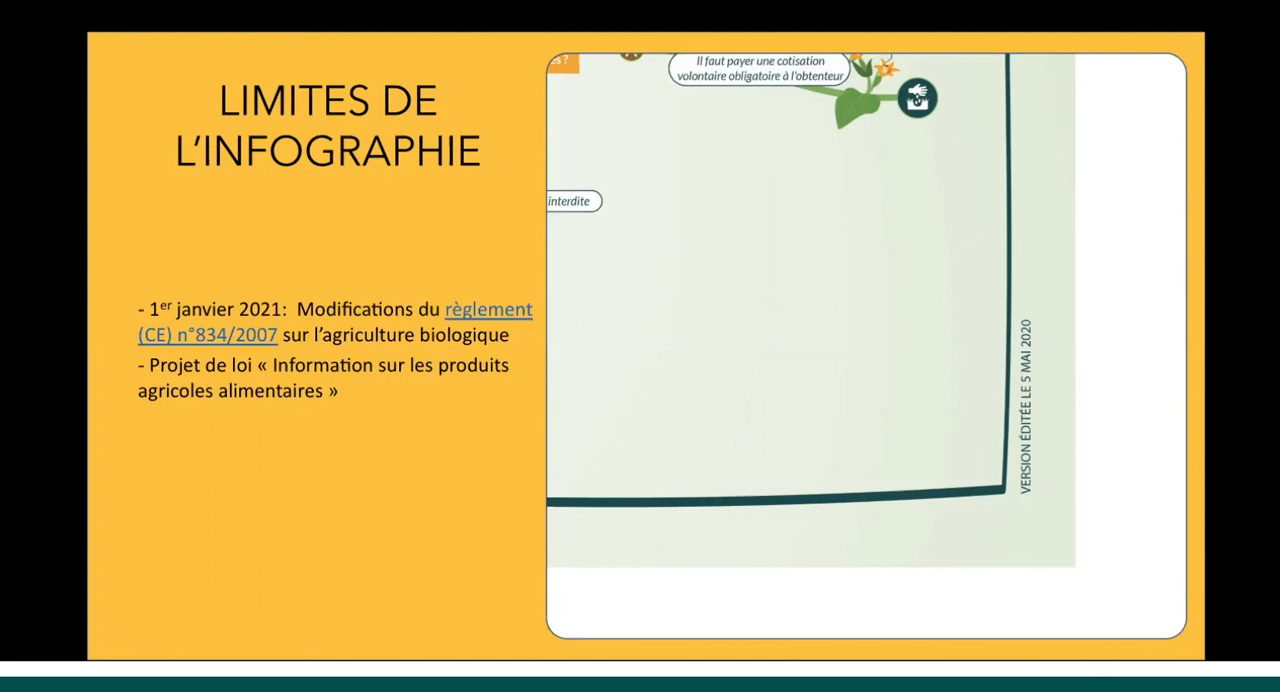 LIMITES DE
L'INFOGRAPHIE
- 1er janvier 2021: Modifications du règlement
(CE) n°834/2007 sur l'agriculture biologique
- Projet de loi « Information sur les produits
agricoles alimentaires »
es ?
Il faut payer une cotisation
volontaire obligatoire à l'obtenteur
interdite
VERSION ÉDITÉE LE 5 MAI 2020